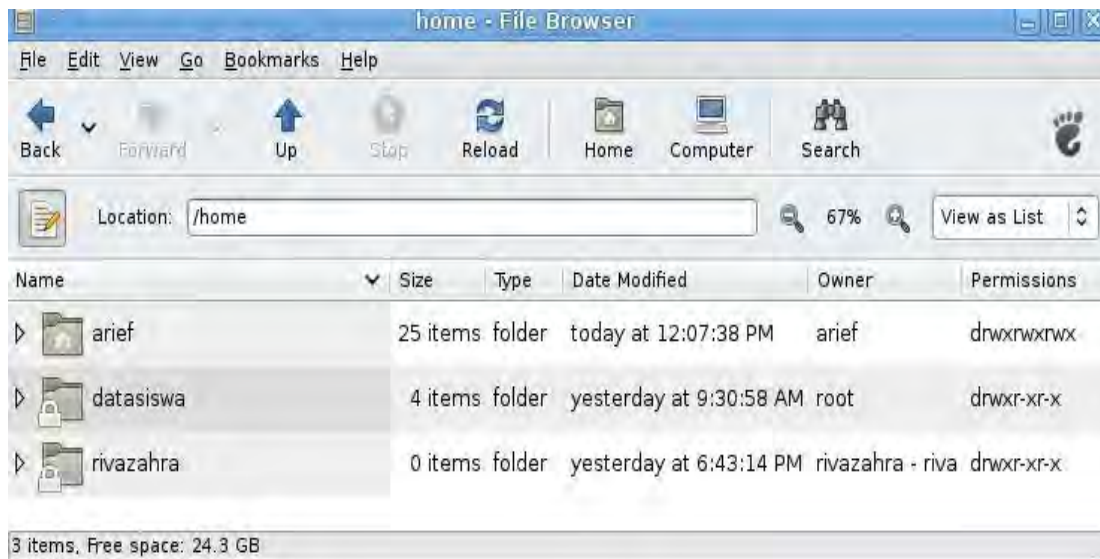 home - File Browser
File Edit View Go Bookmarks Help
Back Forward Up Stop Reload Home Computer Search
Location: /home 67% View as List
Name Size Type Date Modified Owner Permissions
arief 25 items folder today at 12:07:38 PM arief drwxrwxrwx
datasiswa 4 items folder yesterday at 9:30:58 AM root drwxr-xr-x
rivazahra 0 items folder yesterday at 6:43:14 PM rivazahra - riva drwxr-xr-x
3 items, Free space: 24.3 GB